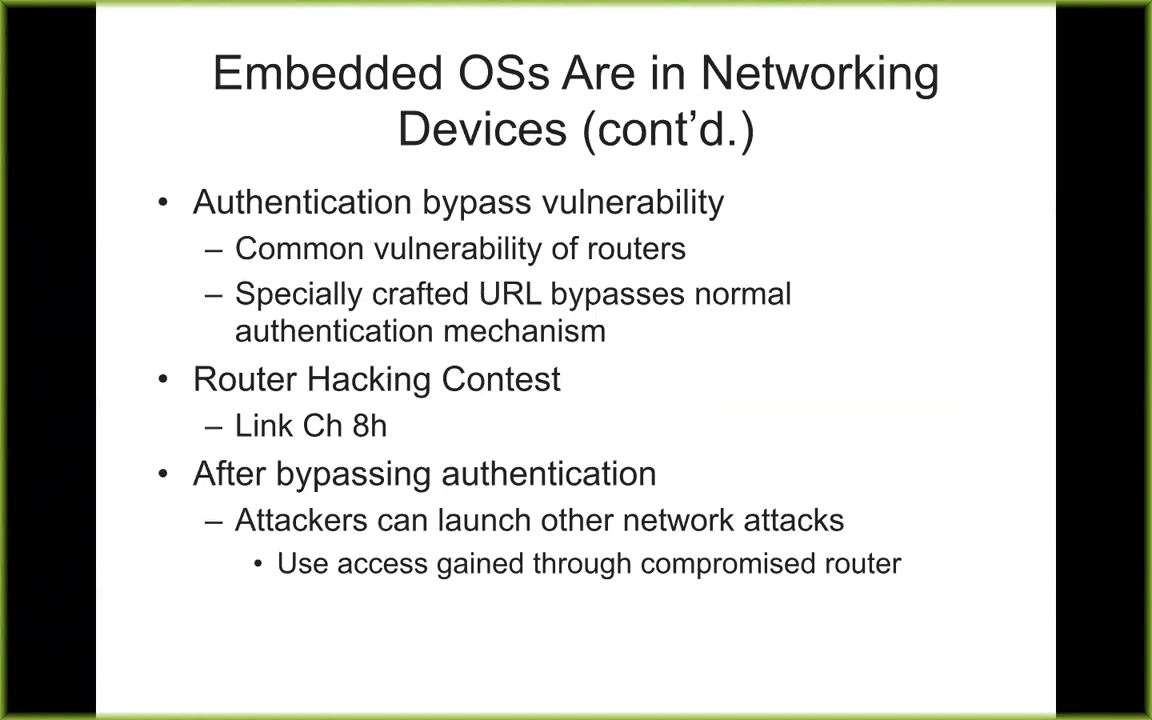 Embedded OSs Are in Networking
Devices (cont’d.)
• Authentication bypass vulnerability
– Common vulnerability of routers
– Specially crafted URL bypasses normal
authentication mechanism
• Router Hacking Contest
– Link Ch 8h
• After bypassing authentication
– Attackers can launch other network attacks
• Use access gained through compromised router